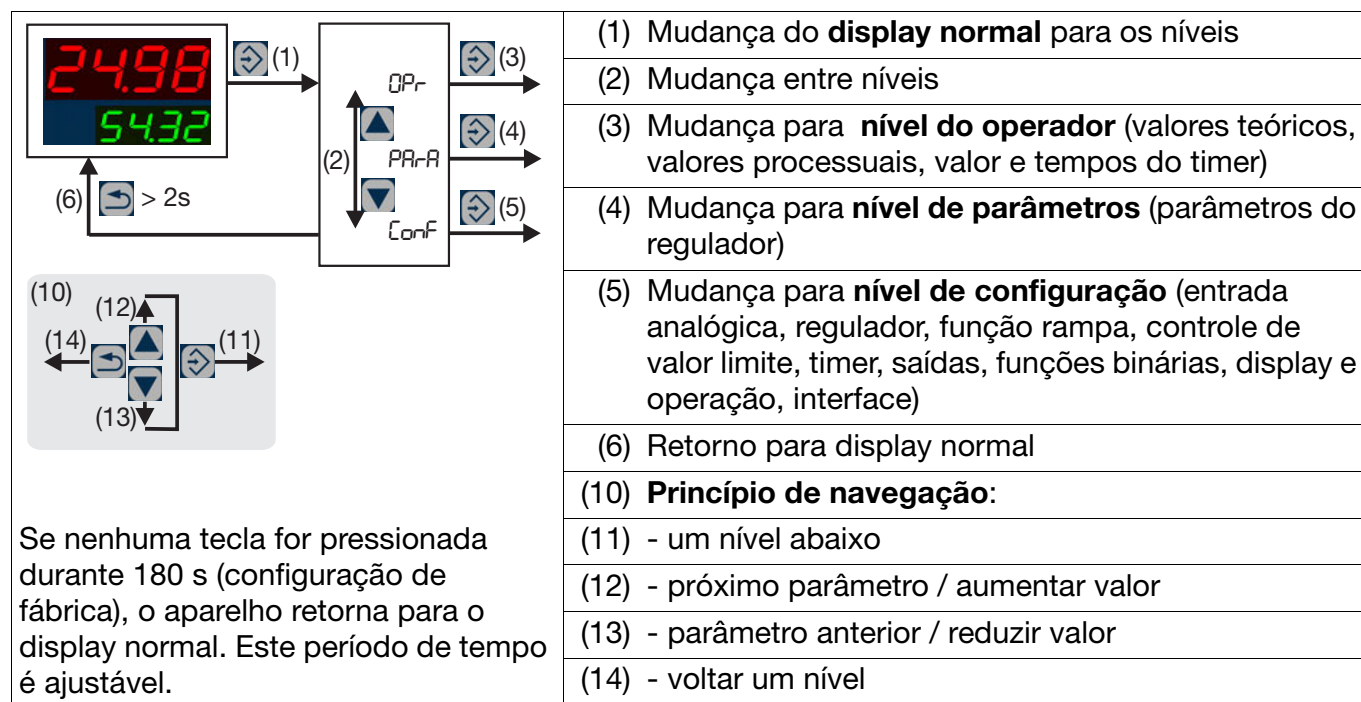 24.98
54.32
(1)
OPr
PArA
ConF
(2)
(3)
(4)
(5)
(6)
> 2s
(10)
(12)
(14)
(11)
(13)
Se nenhuma tecla for pressionada
durante 180 s (configuração de
fábrica), o aparelho retorna para o
display normal. Este período de tempo
é ajustável.
(1) Mudança do display normal para os níveis
(2) Mudança entre níveis
(3) Mudança para nível do operador (valores teóricos,
valores processuais, valor e tempos do timer)
(4) Mudança para nível de parâmetros (parâmetros do
regulador)
(5) Mudança para nível de configuração (entrada
analógica, regulador, função rampa, controle de
valor limite, timer, saídas, funções binárias, display e
operação, interface)
(6) Retorno para display normal
(10) Princípio de navegação:
(11) - um nível abaixo
(12) - próximo parâmetro / aumentar valor
(13) - parâmetro anterior / reduzir valor
(14) - voltar um nível